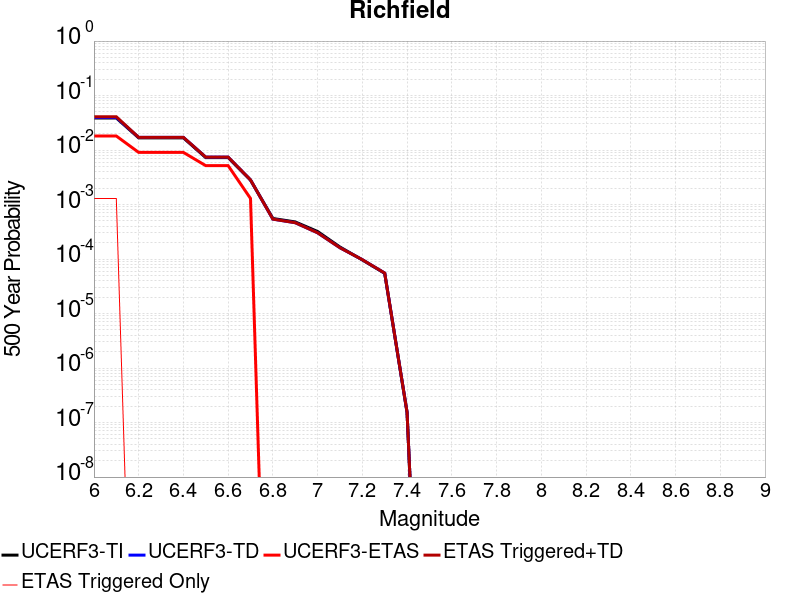 Richfield
10^0
10^-1
10^-2
10^-3
10^-4
10^-5
10^-6
10^-7
10^-8
500 Year Probability
6 6.2 6.4 6.6 6.8 7 7.2 7.4 7.6 7.8 8 8.2 8.4 8.6 8.8 9
Magnitude
UCERF3-TI UCERF3-TD UCERF3-ETAS ETAS Triggered+TD
ETAS Triggered Only